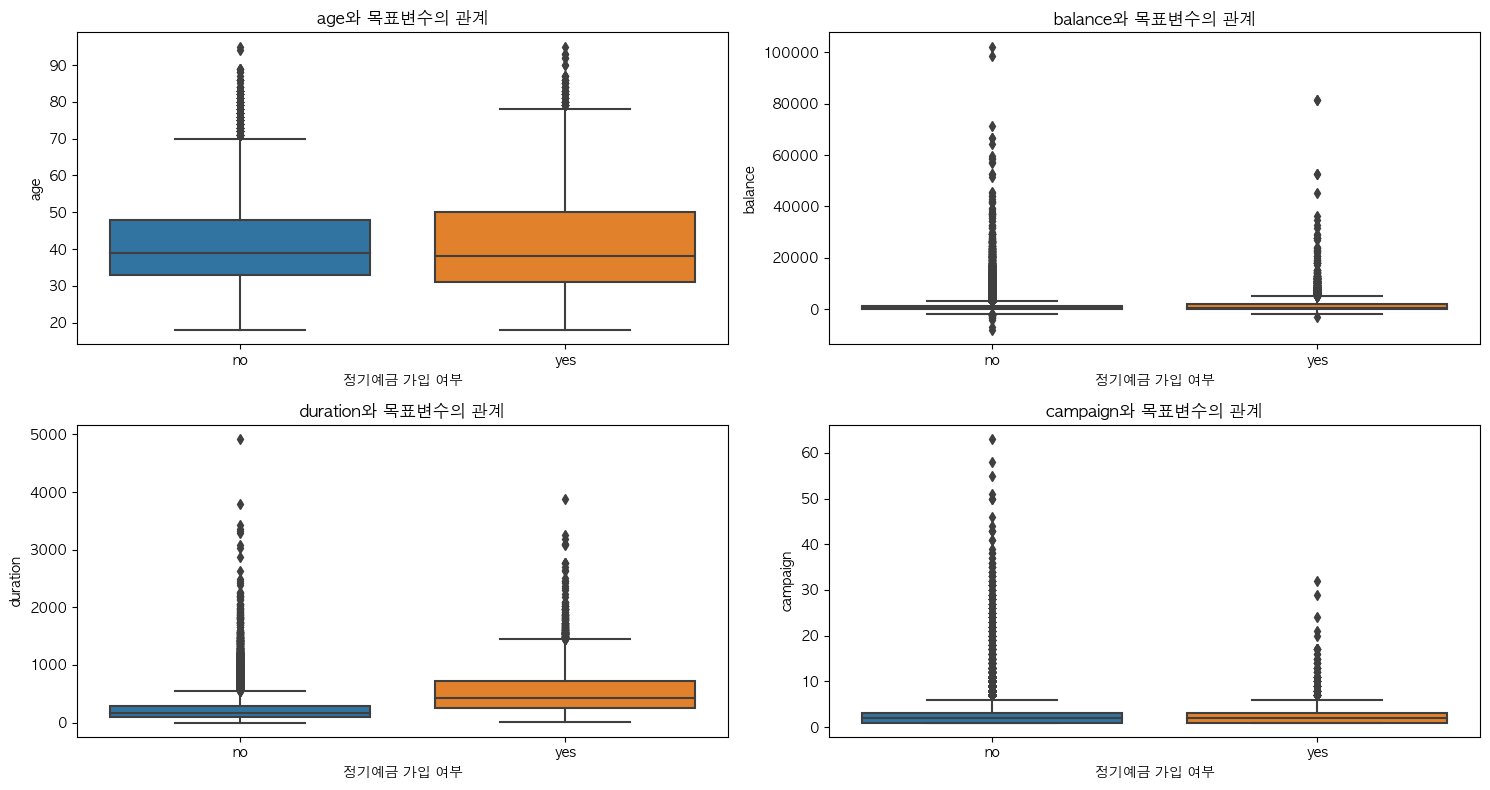 age와 목표변수의 관계
90
80
70
60
50
40
30
20
age
no
yes
정기예금 가입 여부
balance와 목표변수의 관계
100000
80000
60000
40000
20000
0
balance
no
yes
정기예금 가입 여부
duration와 목표변수의 관계
5000
4000
3000
2000
1000
0
duration
no
yes
정기예금 가입 여부
campaign와 목표변수의 관계
60
50
40
30
20
10
0
campaign
no
yes
정기예금 가입 여부